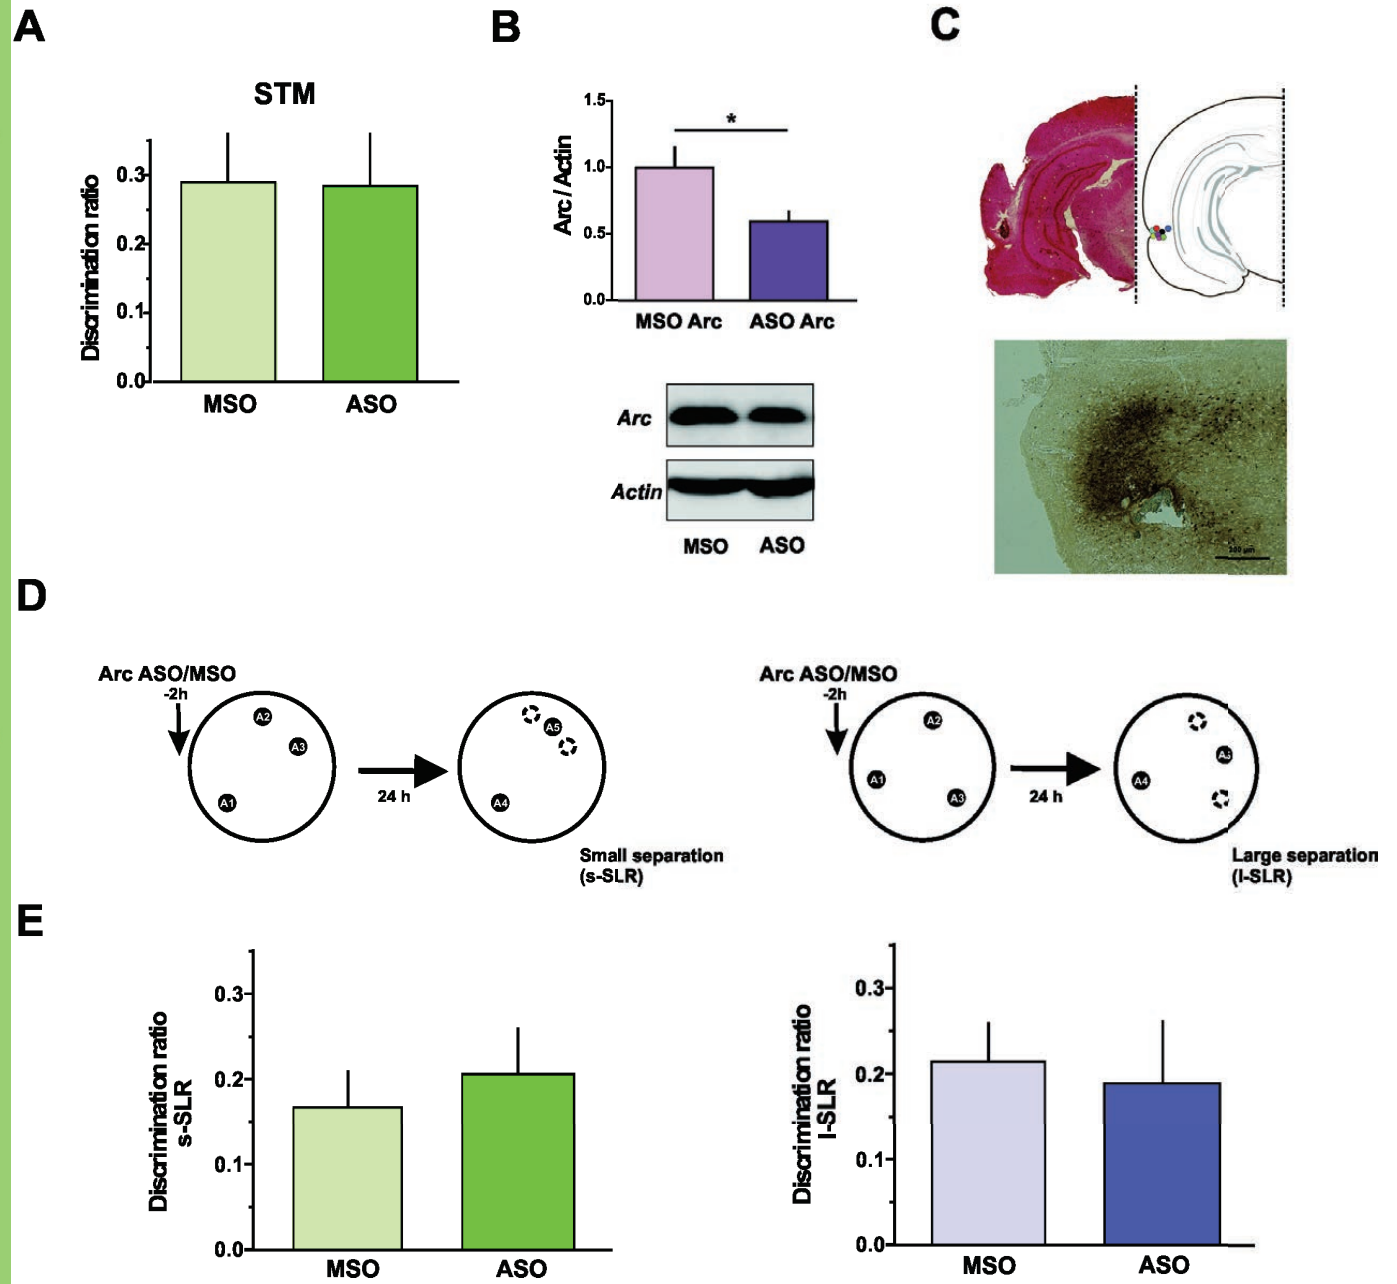 A
STM
Discrimination ratio
0.3
0.2
0.1
0.0
MSO ASO
B
Arc / Actin
1.5
1.0
0.5
0.0
*
MSO Arc ASO Arc
Arc
Actin
MSO ASO
C
D
Arc ASO/MSO
-2h
A2
A3
A1
24 h
A5
A4
Small separation
(s-SLR)
Arc ASO/MSO
-2h
A2
A1
A3
24 h
A4
Large separation
(l-SLR)
E
Discrimination ratio
s-SLR
0.3
0.2
0.1
0.0
MSO ASO
Discrimination ratio
l-SLR
0.3
0.2
0.1
0.0
MSO ASO